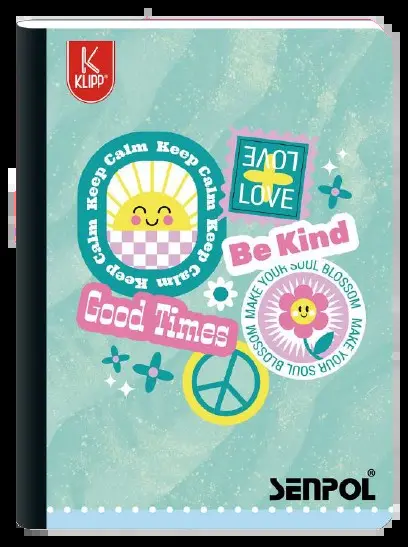 K
KLIPP®
Keep Calm Keep Calm Keep Calm Keep Calm
LOVE
LOVE
Be Kind
MAKE YOUR SOUL BLOSSOM MAKE YOUR SOUL BLOSSOM
Good Times
SENPOL®